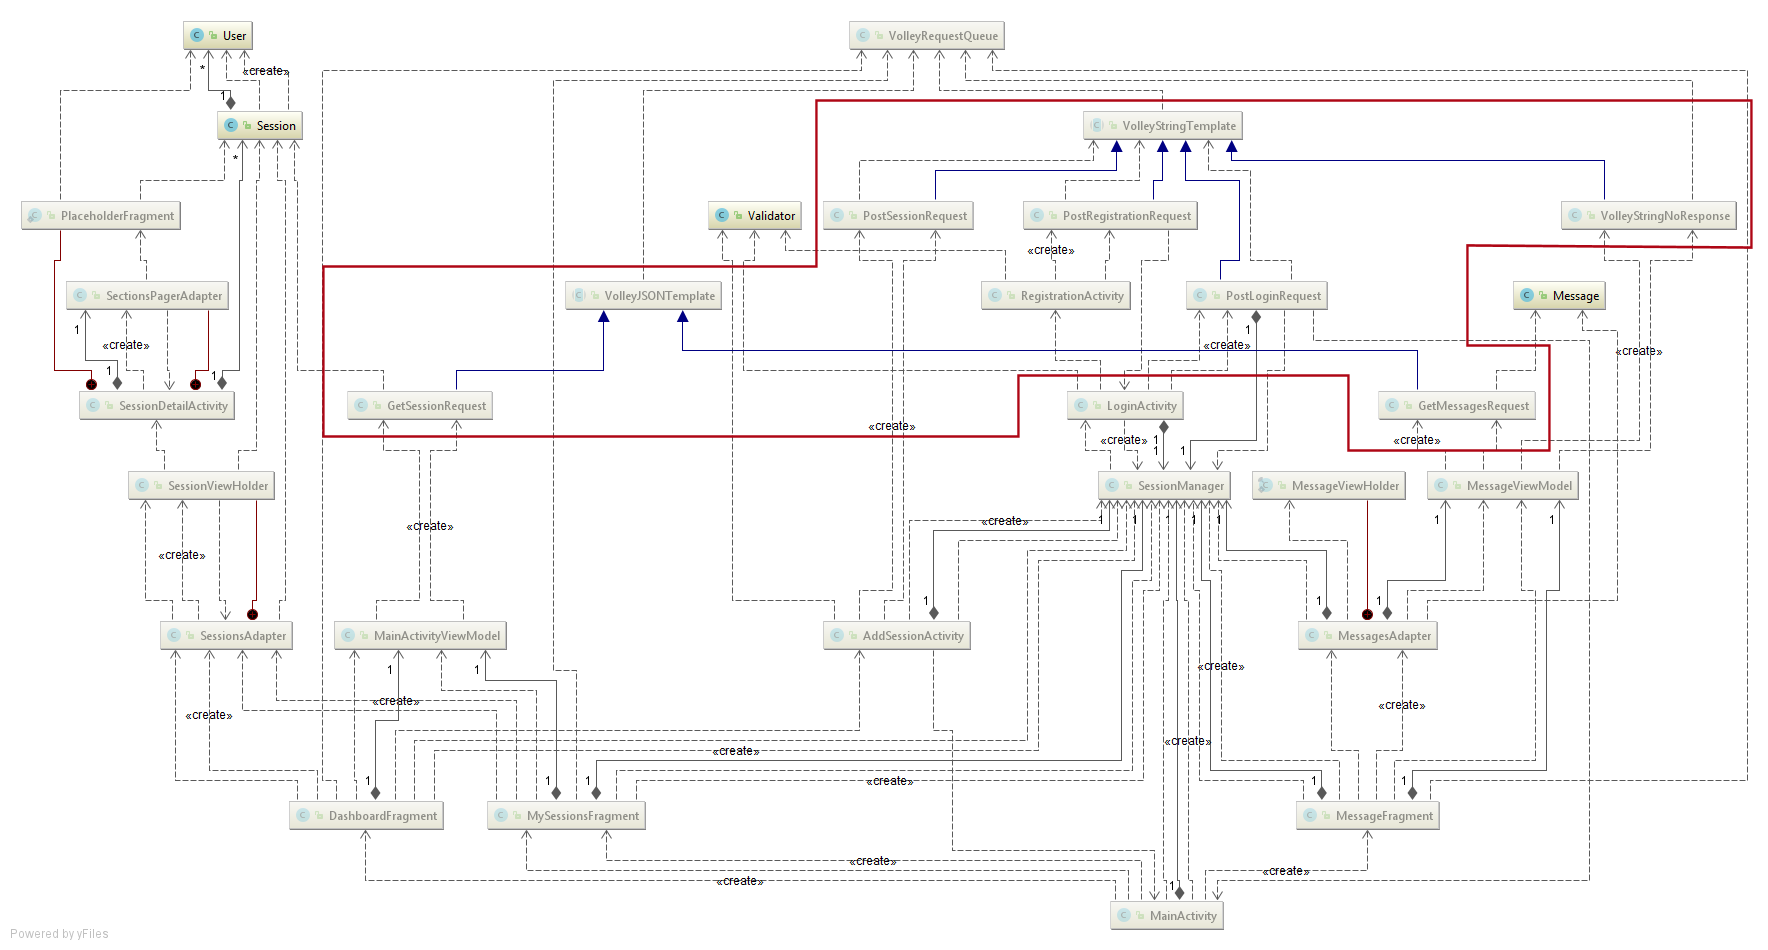 User
VolleyRequestQueue
*
«create»
1
Session
VolleyStringTemplate
*
PlaceholderFragment
Validator
PostSessionRequest
PostRegistrationRequest
VolleyStringNoResponse
«create»
SectionsPagerAdapter
VolleyJSONTemplate
RegistrationActivity
PostLoginRequest
Message
1
1
«create»
«create»
«create»
1
1
SessionDetailActivity
GetSessionRequest
LoginActivity
GetMessagesRequest
«create»
«create»
1
1
1
«create»
SessionViewHolder
SessionManager
MessageViewHolder
MessageViewModel
«create»
«create»
1
1
1
1
1
1
1
«create»
1
1
1
SessionsAdapter
MainActivityViewModel
AddSessionActivity
MessagesAdapter
1
1
«create»
«create»
«create»
«create»
«create»
«create»
1
1
1
«create»
1
1
DashboardFragment
MySessionsFragment
MessageFragment
«create»
«create»
«create»
1
MainActivity
Powered by yFiles